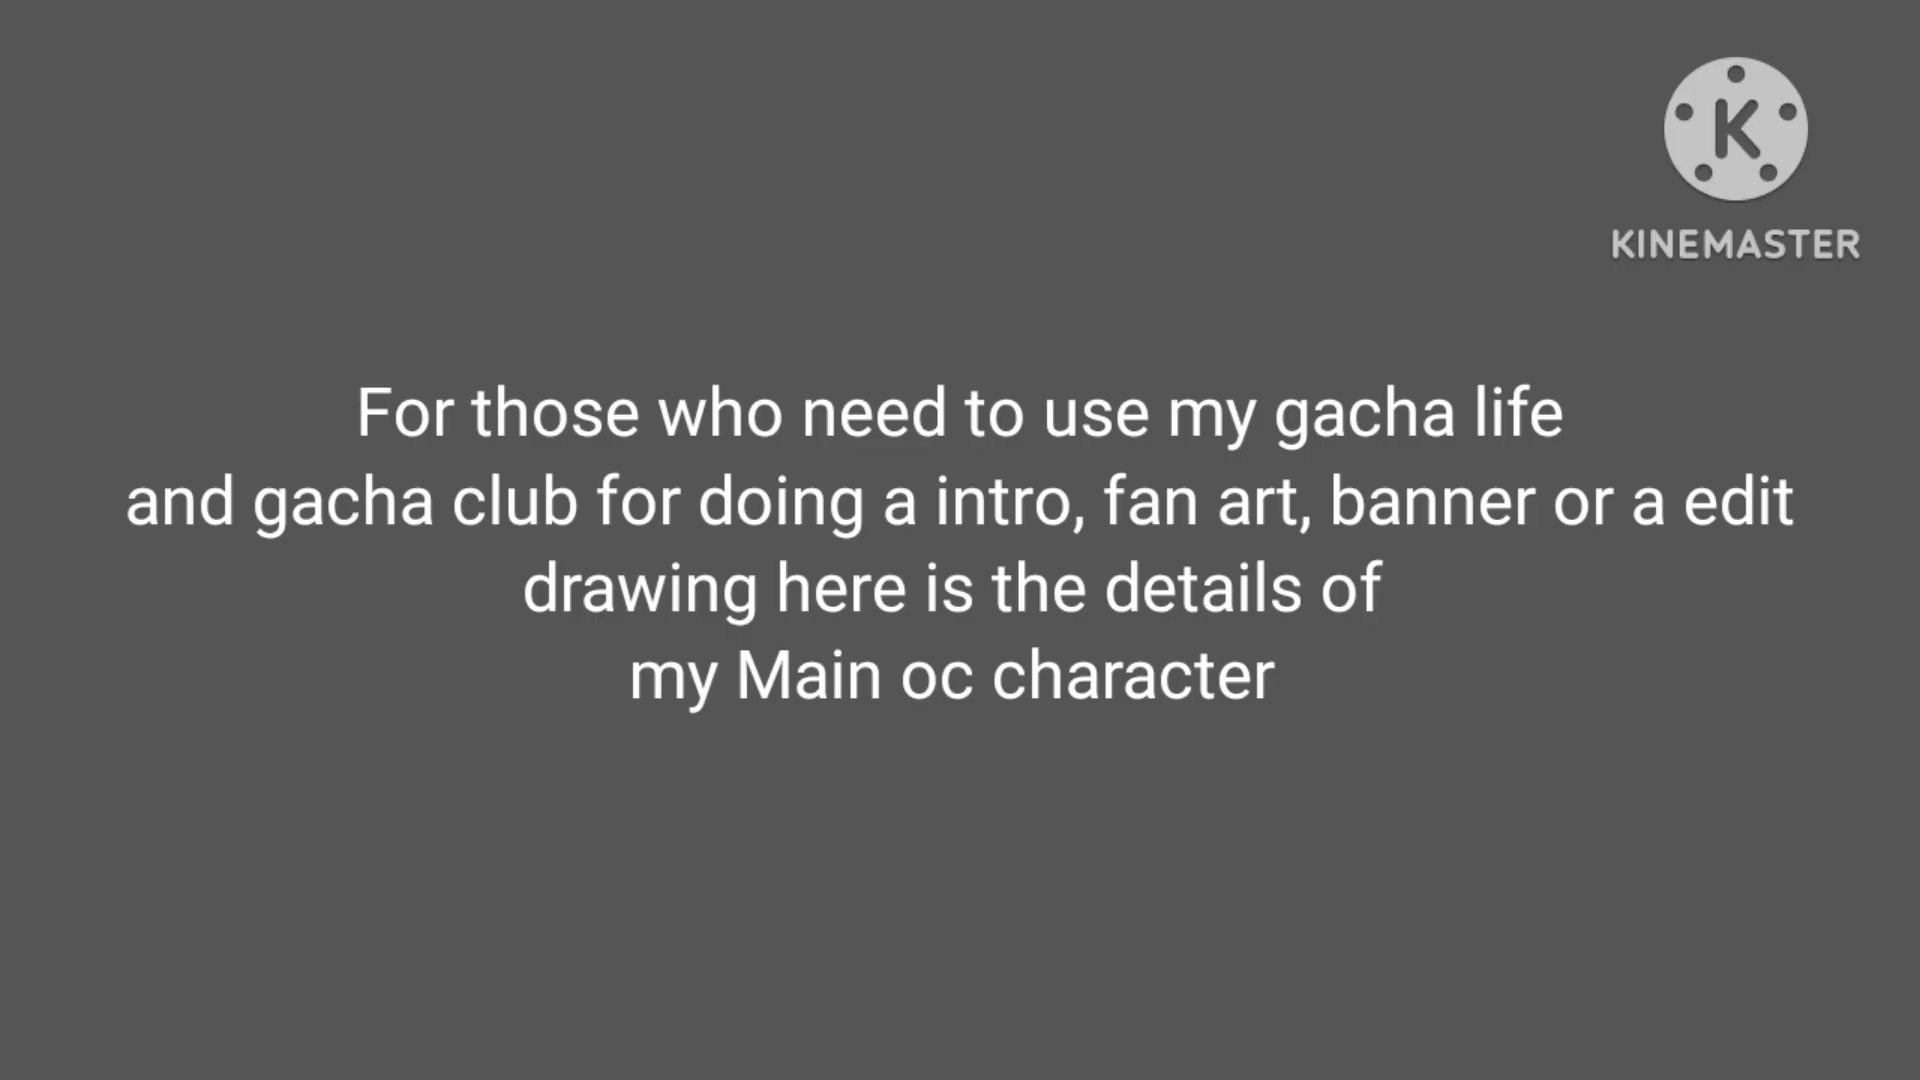 K
KINEMASTER
For those who need to use my gacha life
and gacha club for doing a intro, fan art, banner or a edit
drawing here is the details of
my Main oc character